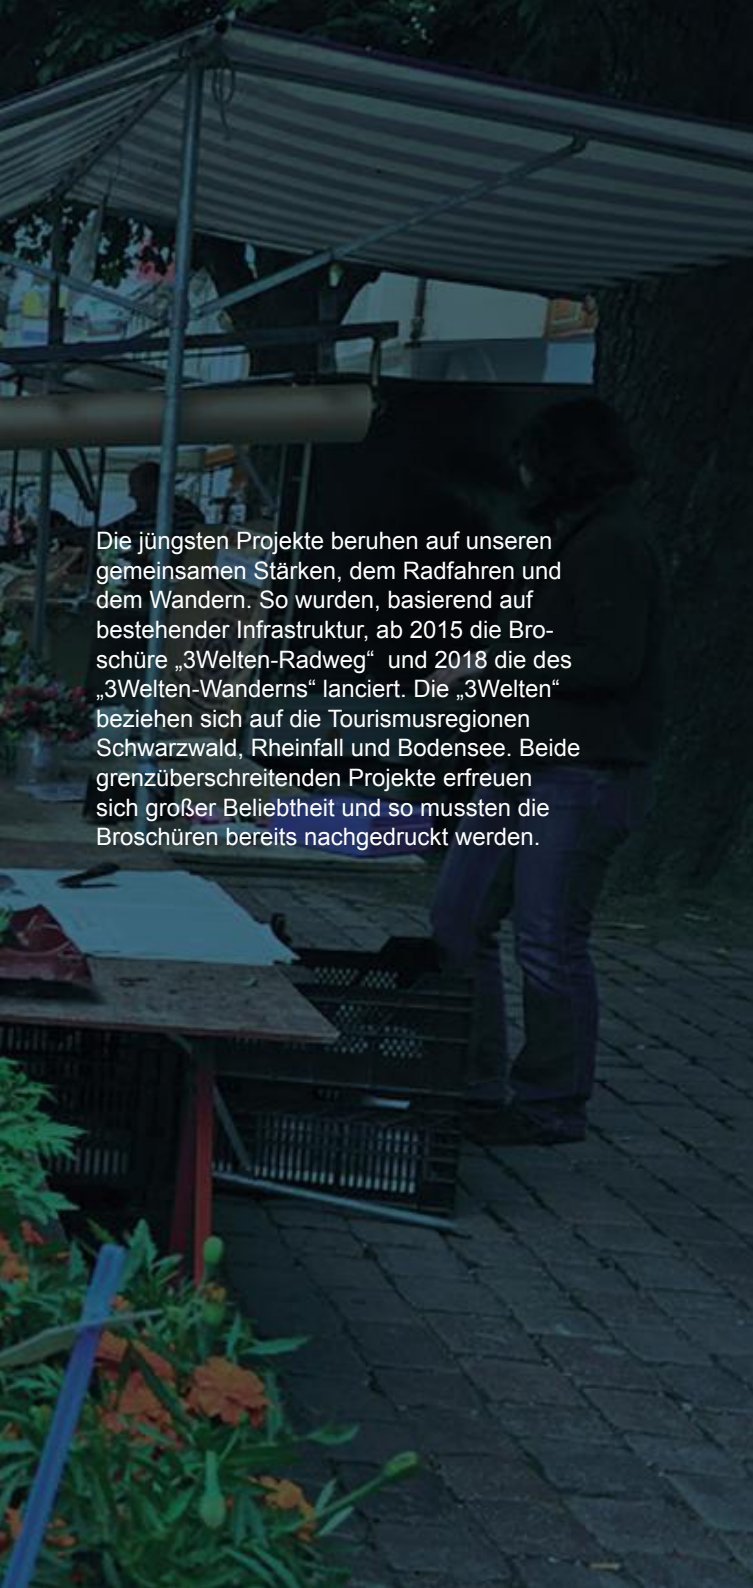 Die jüngsten Projekte beruhen auf unseren
gemeinsamen Stärken, dem Radfahren und
dem Wandern. So wurden, basierend auf
bestehender Infrastruktur, ab 2015 die Bro-
schüre „3Welten-Radweg“  und 2018 die des
„3Welten-Wanderns“ lanciert. Die „3Welten“
beziehen sich auf die Tourismusregionen
Schwarzwald, Rheinfall und Bodensee. Beide
grenzüberschreitenden Projekte erfreuen
sich großer Beliebtheit und so mussten die
Broschüren bereits nachgedruckt werden.